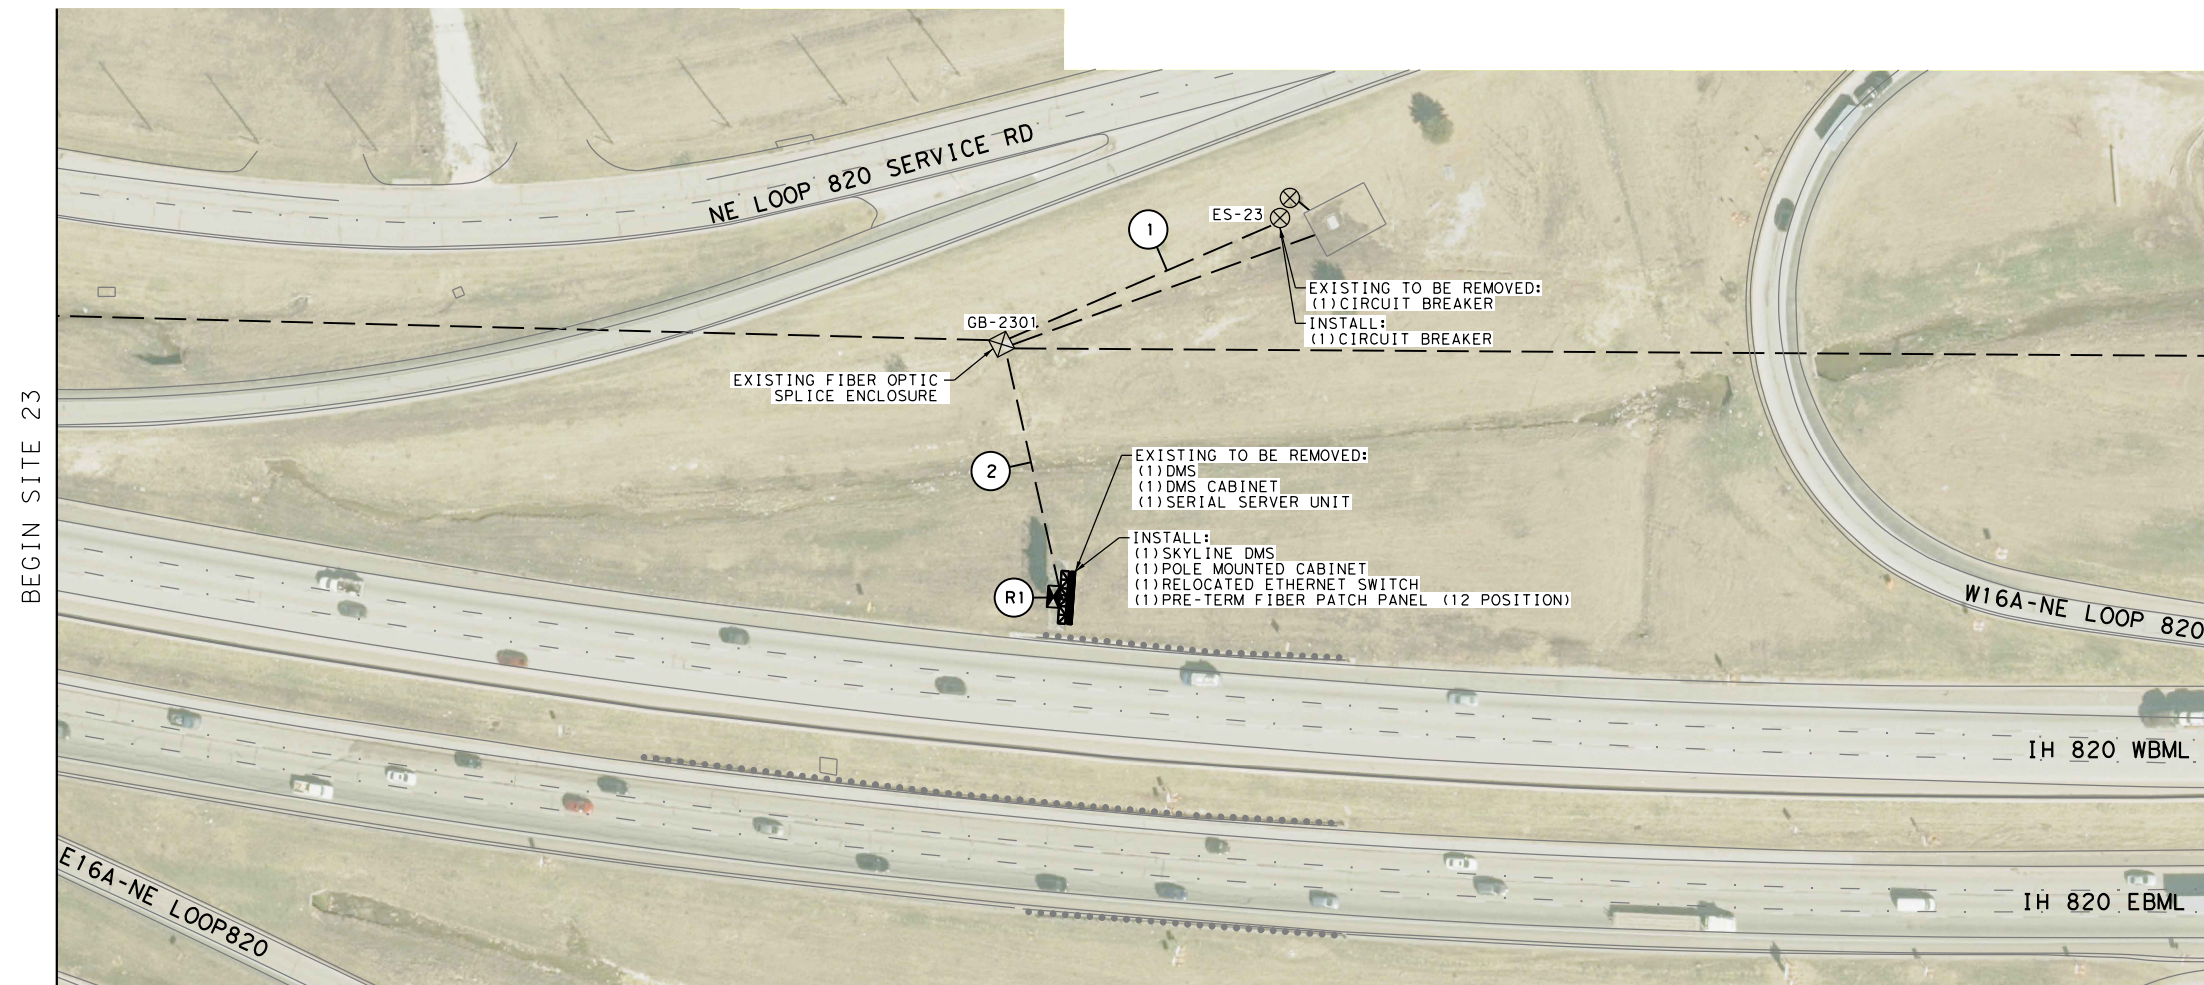 NE LOOP 820 SERVICE RD
1
ES-23
EXISTING TO BE REMOVED:
(1)CIRCUIT BREAKER
INSTALL:
(1)CIRCUIT BREAKER
GB-2301
EXISTING FIBER OPTIC
SPLICE ENCLOSURE
BEGIN SITE 23
2
EXISTING TO BE REMOVED:
(1)DMS
(1)DMS CABINET
(1)SERIAL SERVER UNIT
INSTALL:
(1)SKYLINE DMS
(1)POLE MOUNTED CABINET
(1)RELOCATED ETHERNET SWITCH
(1)PRE-TERM FIBER PATCH PANEL (12 POSITION)
R1
W16A-NE LOOP 820
IH 820 WBML
IH 820 EBML
E16A-NE LOOP820